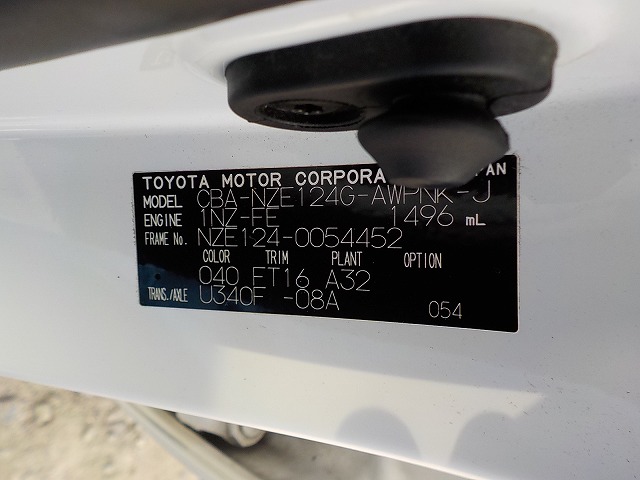 TOYOTA MOTOR CORPORA PAN
MODEL CBA-NZE124G-AWPNK-J
ENGINE 1NZ-FE 1496 mL
FRAME No. NZE124-0054452
COLOR TRIM PLANT OPTION
040 FT16 A32
TRANS./AXLE U340F -08A
054